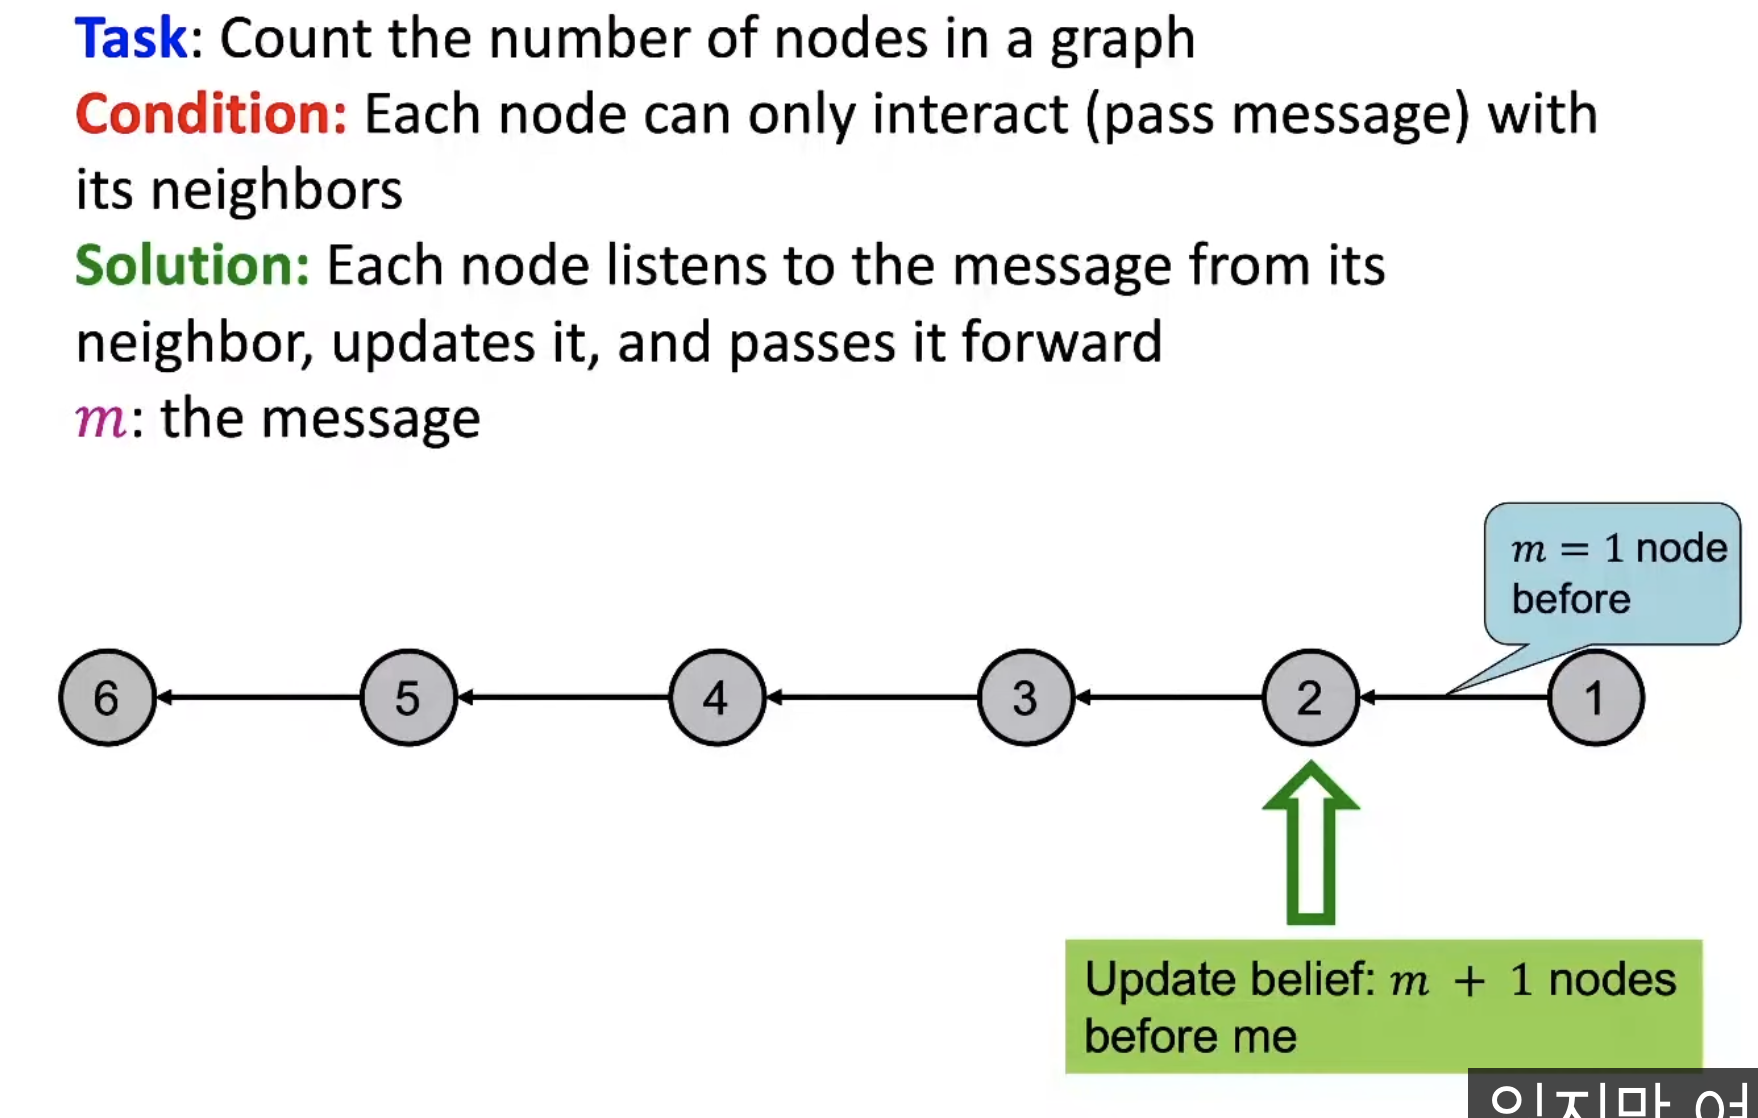 Task: Count the number of nodes in a graph
Condition: Each node can only interact (pass message) with
its neighbors
Solution: Each node listens to the message from its
neighbor, updates it, and passes it forward
m: the message
m = 1 node
before
6 5 4 3 2 1
Update belief: m + 1 nodes
before me